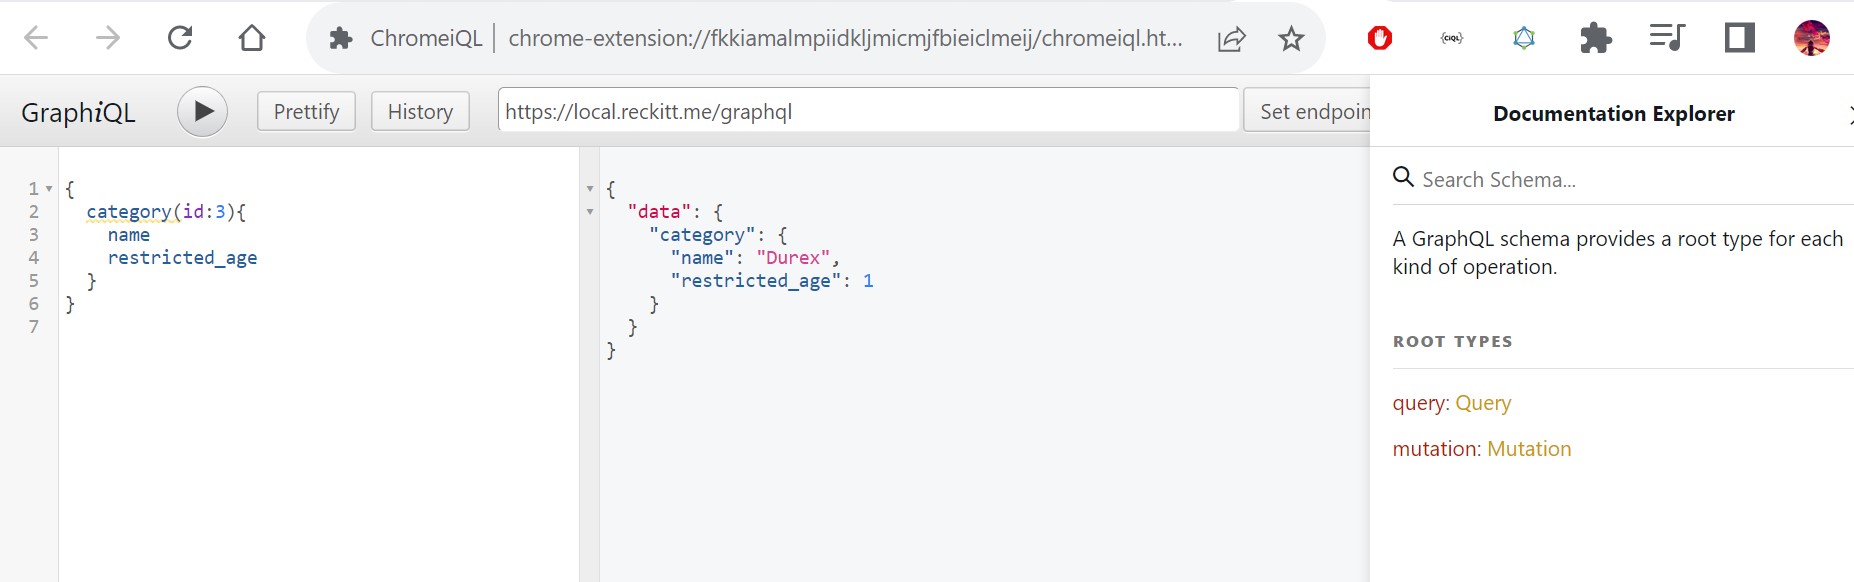 ChromeiQL chrome-extension://fkkiamalmpiidkljmicmjfbieiclmeij/chromeiql.ht...
{CIQL}
GraphiQL Prettify History https://local.reckitt.me/graphql Set endpoin
Documentation Explorer
1 {
2 category(id:3){
3 name
4 restricted_age
5 }
6 }
7
{
"data": {
"category": {
"name": "Durex",
"restricted_age": 1
}
}
}
Search Schema...
A GraphQL schema provides a root type for each
kind of operation.
ROOT TYPES
query: Query
mutation: Mutation